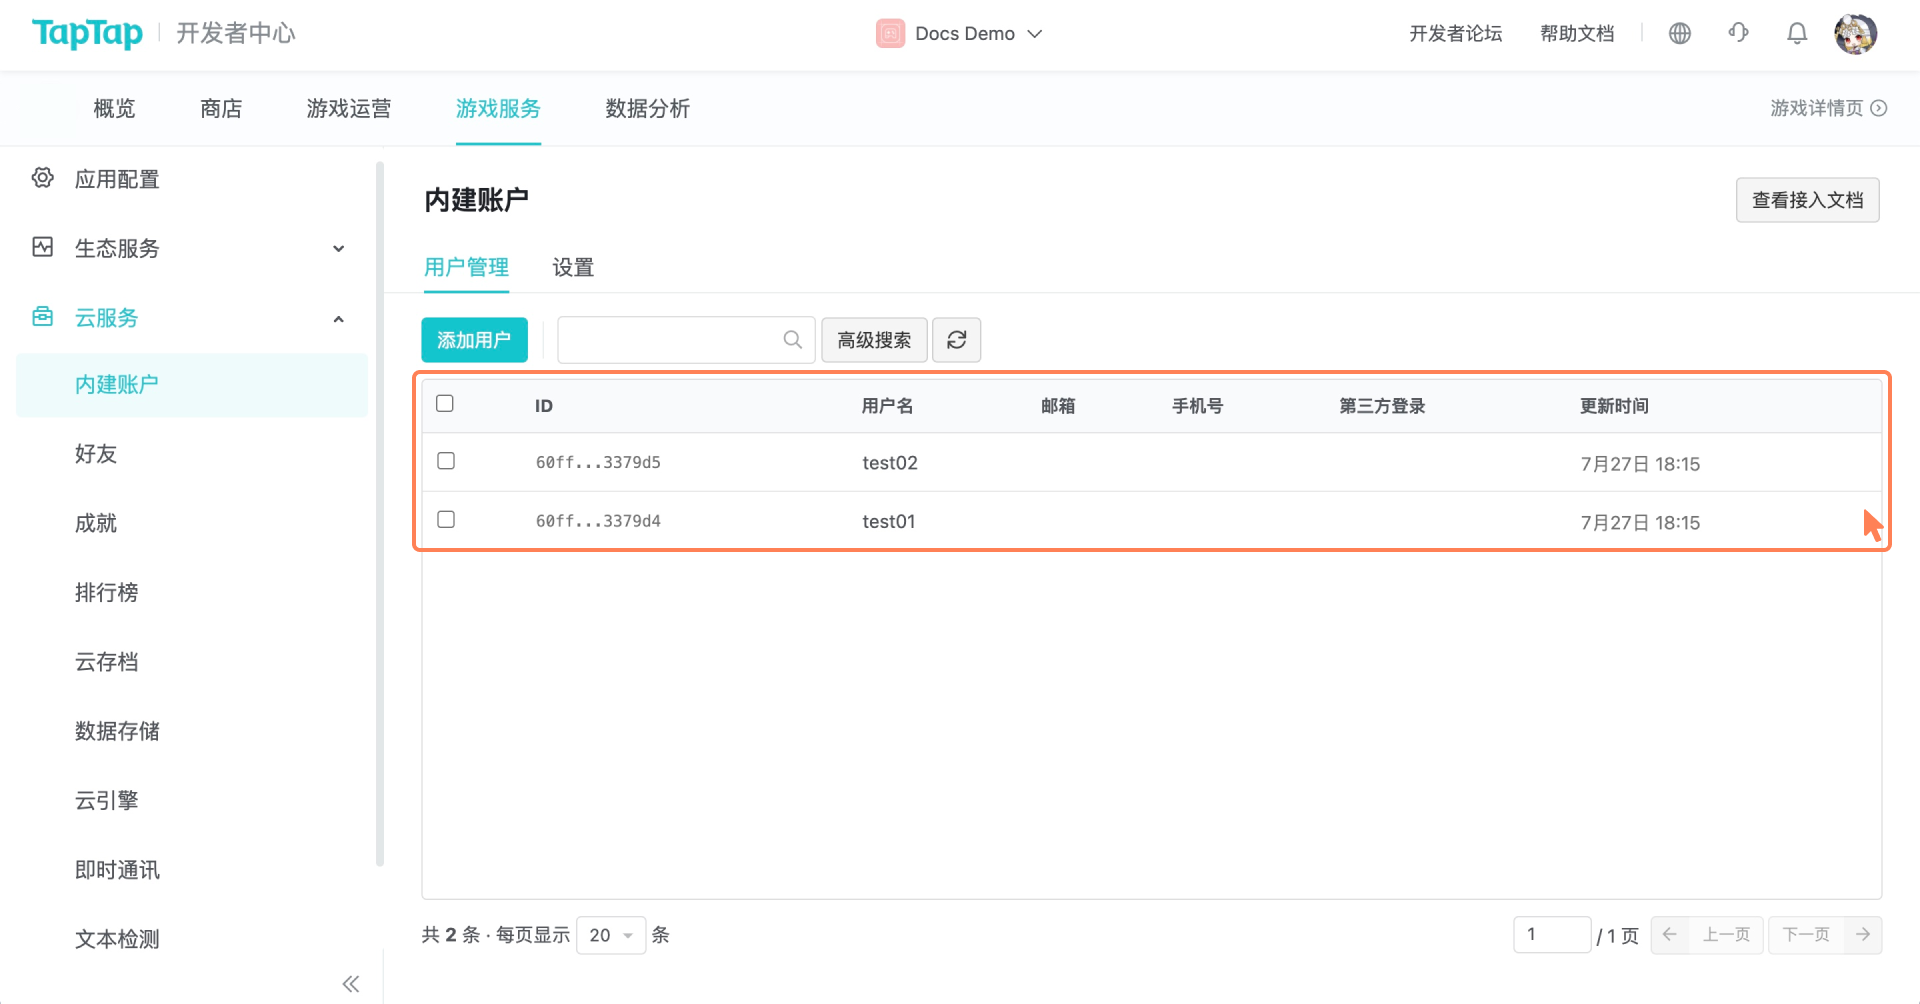 TapTap 开发者中心 Docs Demo 开发者论坛 帮助文档
概览 商店 游戏运营 游戏服务 数据分析 游戏详情页
应用配置
生态服务
云服务
内建账户
好友
成就
排行榜
云存档
数据存储
云引擎
即时通讯
文本检测
内建账户 查看接入文档
用户管理 设置
添加用户 高级搜索
ID 用户名 邮箱 手机号 第三方登录 更新时间
60ff...3379d5 test02 7月27日 18:15
60ff...3379d4 test01 7月27日 18:15
共 2 条 · 每页显示 20 条 1 / 1 页 上一页 下一页